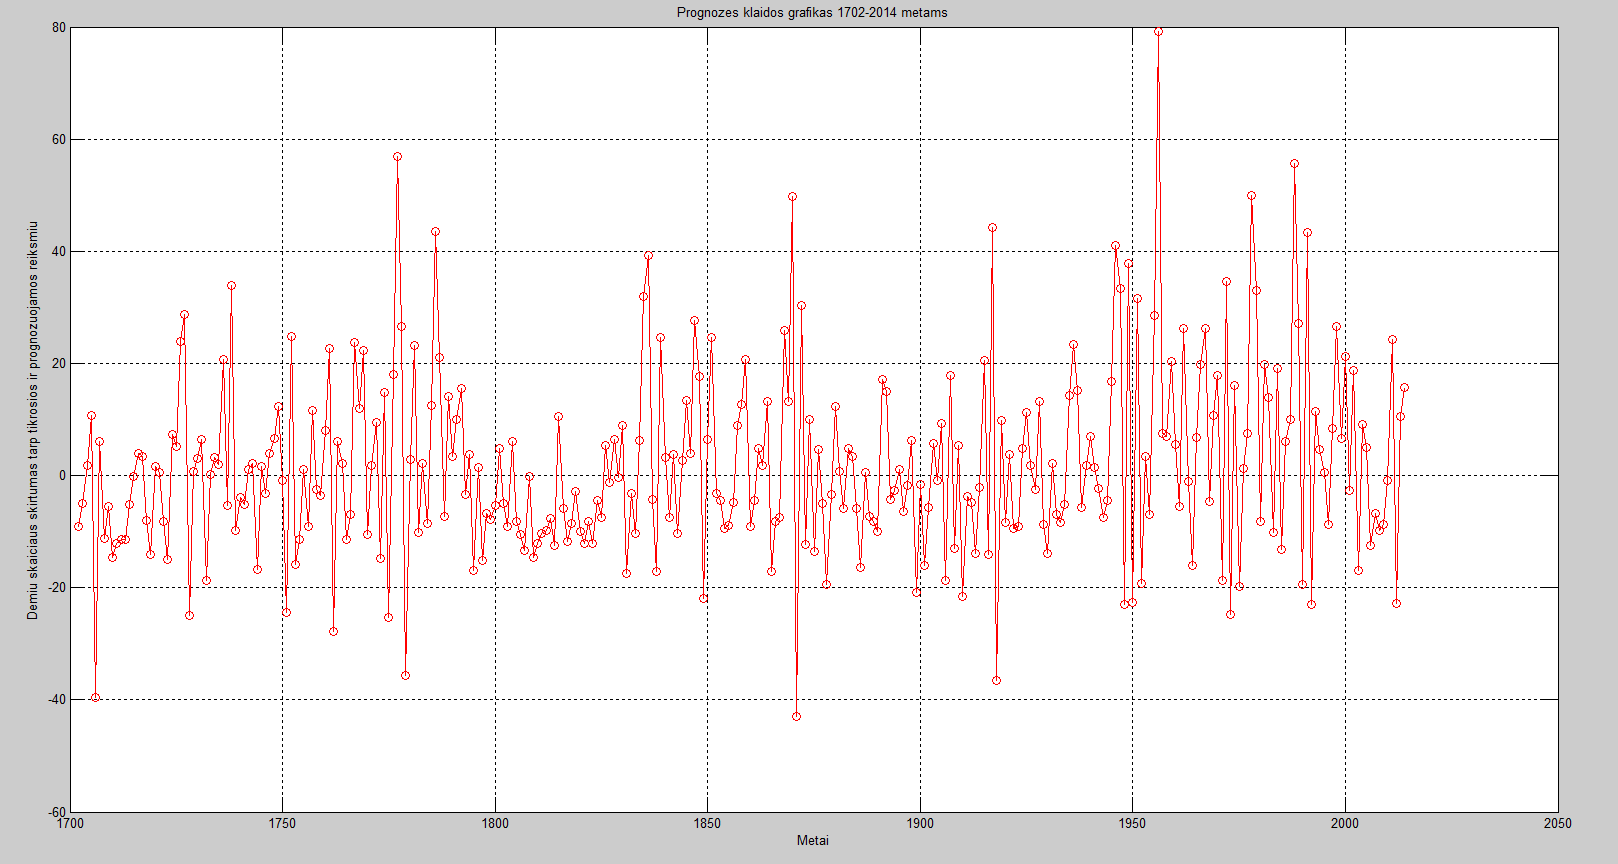 Prognozes klaidos grafikas 1702-2014 metams
80
60
40
20
0
-20
-40
-60
Demiu skaiciaus skirtumas tarp tikrosios ir prognozuojamos reiksmiu
1700 1750 1800 1850 1900 1950 2000 2050
Metai